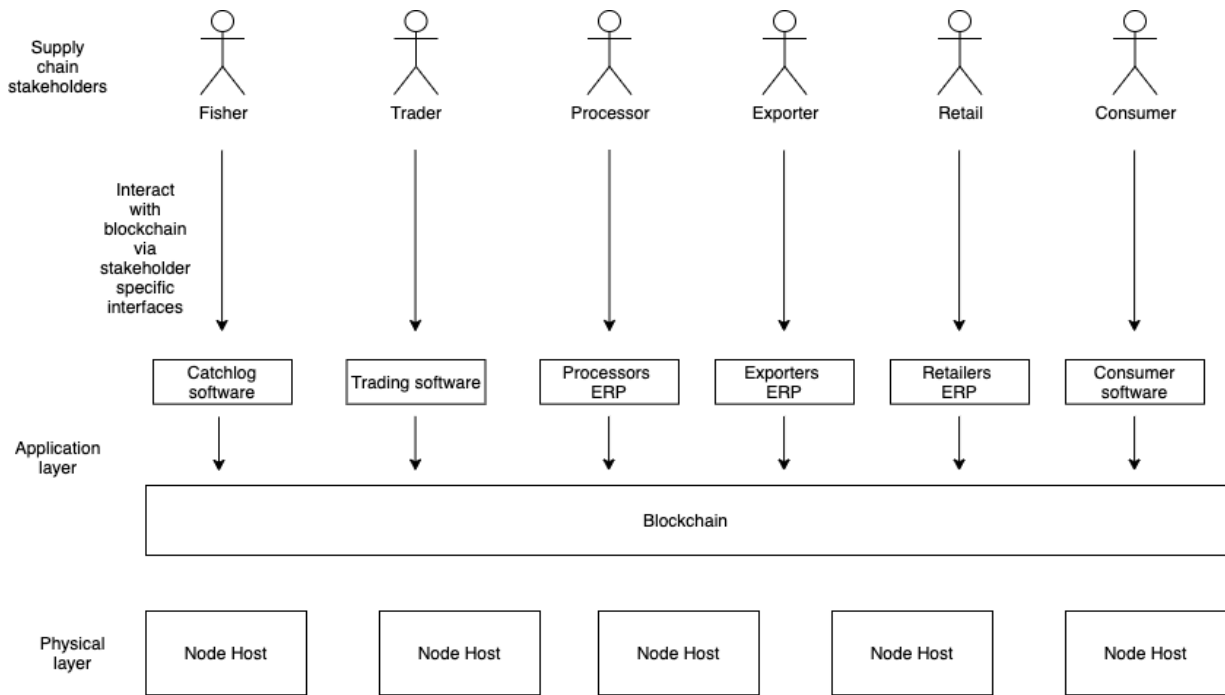 Supply
chain
stakeholders
Fisher
Trader
Processor
Exporter
Retail
Consumer
Interact
with
blockchain
via
stakeholder
specific
interfaces
Catchlog
software
Trading software
Processors
ERP
Exporters
ERP
Retailers
ERP
Consumer
software
Application
layer
Blockchain
Physical
layer
Node Host
Node Host
Node Host
Node Host
Node Host